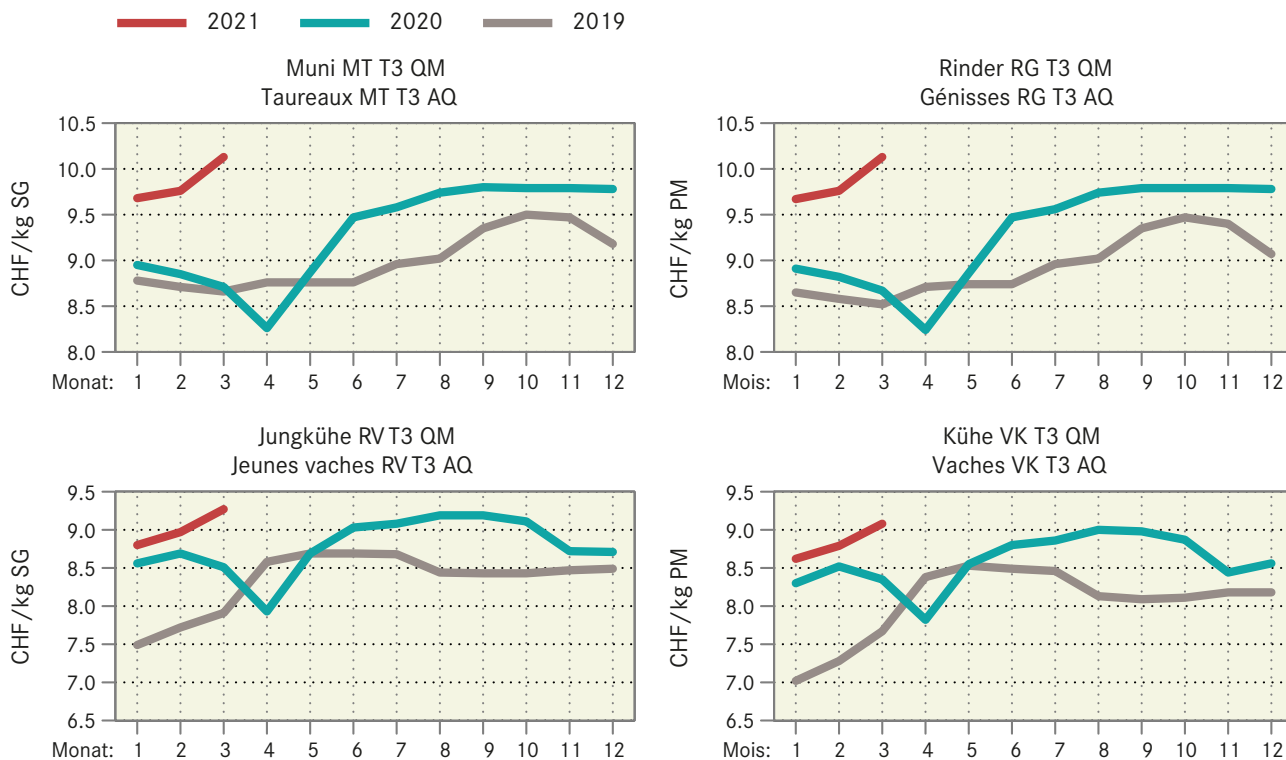 2021 2020 2019
Muni MT T3 QM
Taureaux MT T3 AQ
CHF/kg SG
10.5
10.0
9.5
9.0
8.5
8.0
Monat: 1 2 3 4 5 6 7 8 9 10 11 12
Rinder RG T3 QM
Génisses RG T3 AQ
CHF/kg PM
10.5
10.0
9.5
9.0
8.5
8.0
Mois: 1 2 3 4 5 6 7 8 9 10 11 12
Jungkühe RV T3 QM
Jeunes vaches RV T3 AQ
CHF/kg SG
9.5
9.0
8.5
8.0
7.5
7.0
6.5
Monat: 1 2 3 4 5 6 7 8 9 10 11 12
Kühe VK T3 QM
Vaches VK T3 AQ
CHF/kg PM
9.5
9.0
8.5
8.0
7.5
7.0
6.5
Mois: 1 2 3 4 5 6 7 8 9 10 11 12